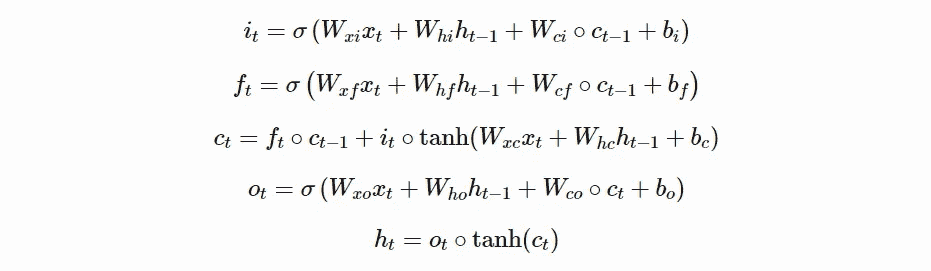 i_t = σ (W_{xi}x_t + W_{hi}h_{t−1} + W_{ci} ∘ c_{t−1} + b_i)
f_t = σ (W_{xf}x_t + W_{hf}h_{t−1} + W_{cf} ∘ c_{t−1} + b_f)
c_t = f_t ∘ c_{t−1} + i_t ∘ tanh(W_{xc}x_t + W_{hc}h_{t−1} + b_c)
o_t = σ (W_{xo}x_t + W_{ho}h_{t−1} + W_{co} ∘ c_t + b_o)
h_t = o_t ∘ tanh(c_t)